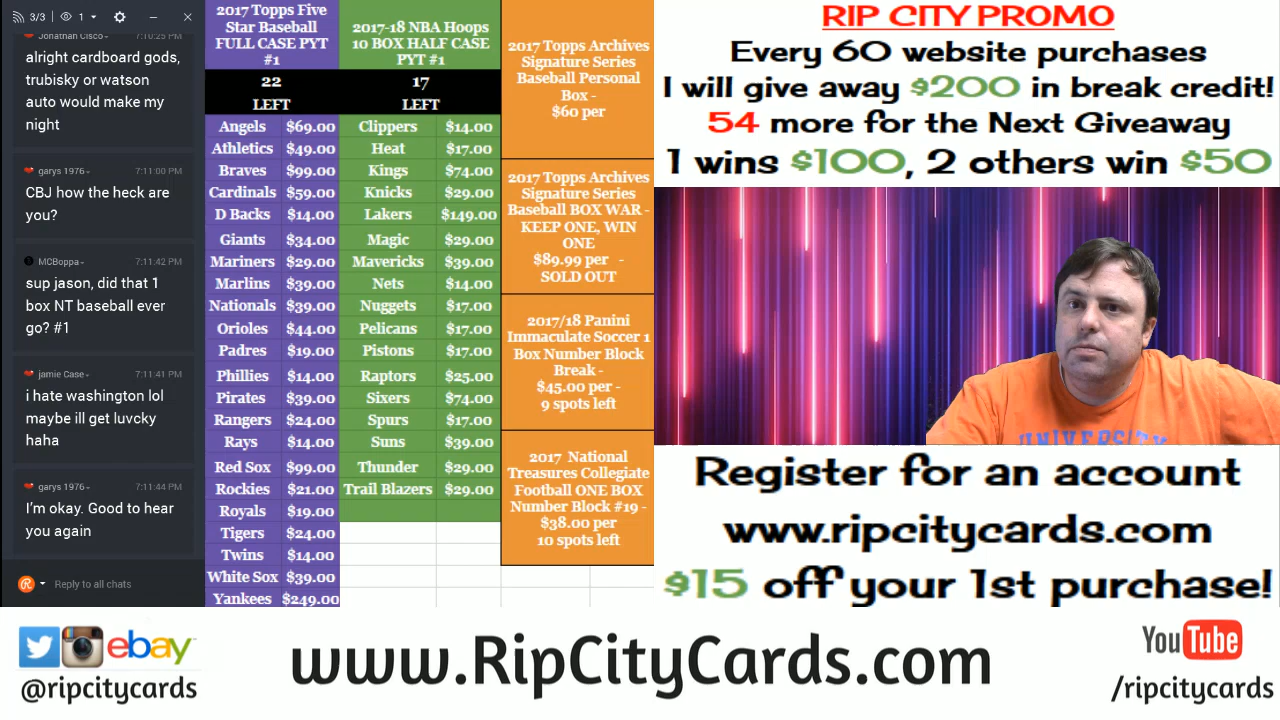 3/3 1
Jonathan Cisco
7:10:25 PM
alright cardboard gods,
trubisky or watson
auto would make my
night
garys 1976
7:11:00 PM
CBJ how the heck are
you?
MCBoppa
7:11:42 PM
sup jason, did that 1
box NT baseball ever
go? #1
jamie Case
7:11:41 PM
i hate washington lol
maybe ill get luvcky
haha
garys 1976
7:11:44 PM
I'm okay. Good to hear
you again
Reply to all chats
2017 Topps Five
Star Baseball
FULL CASE PYT
#1
22
LEFT
Angels $69.00
Athletics $49.00
Braves $99.00
Cardinals $59.00
D Backs $14.00
Giants $34.00
Mariners $29.00
Marlins $39.00
Nationals $39.00
Orioles $44.00
Padres $19.00
Phillies $14.00
Pirates $39.00
Rangers $24.00
Rays $14.00
Red Sox $99.00
Rockies $21.00
Royals $19.00
Tigers $24.00
Twins $14.00
White Sox $39.00
Yankees $249.00
2017-18 NBA Hoops
10 BOX HALF CASE
PYT #1
17
LEFT
Clippers $14.00
Heat $17.00
Kings $74.00
Knicks $29.00
Lakers $149.00
Magic $29.00
Mavericks $39.00
Nets $14.00
Nuggets $17.00
Pelicans $17.00
Pistons $17.00
Raptors $25.00
Sixers $74.00
Spurs $17.00
Suns $39.00
Thunder $29.00
Trail Blazers $29.00
2017 Topps Archives
Signature Series
Baseball Personal
Box -
$60 per
2017 Topps Archives
Signature Series
Baseball BOX WAR -
KEEP ONE, WIN
ONE
$89.99 per -
SOLD OUT
2017/18 Panini
Immaculate Soccer 1
Box Number Block
Break -
$45.00 per -
9 spots left
2017 National
Treasures Collegiate
Football ONE BOX
Number Block #19 -
$38.00 per
10 spots left
RIP CITY PROMO
Every 60 website purchases
I will give away $200 in break credit!
54 more for the Next Giveaway
1 wins $100, 2 others win $50
UNIVERSITY
Register for an account
www.ripcitycards.com
$15 off your 1st purchase!
ebay
@ripcitycards
www.RipCityCards.com
YouTube
/ripcitycards